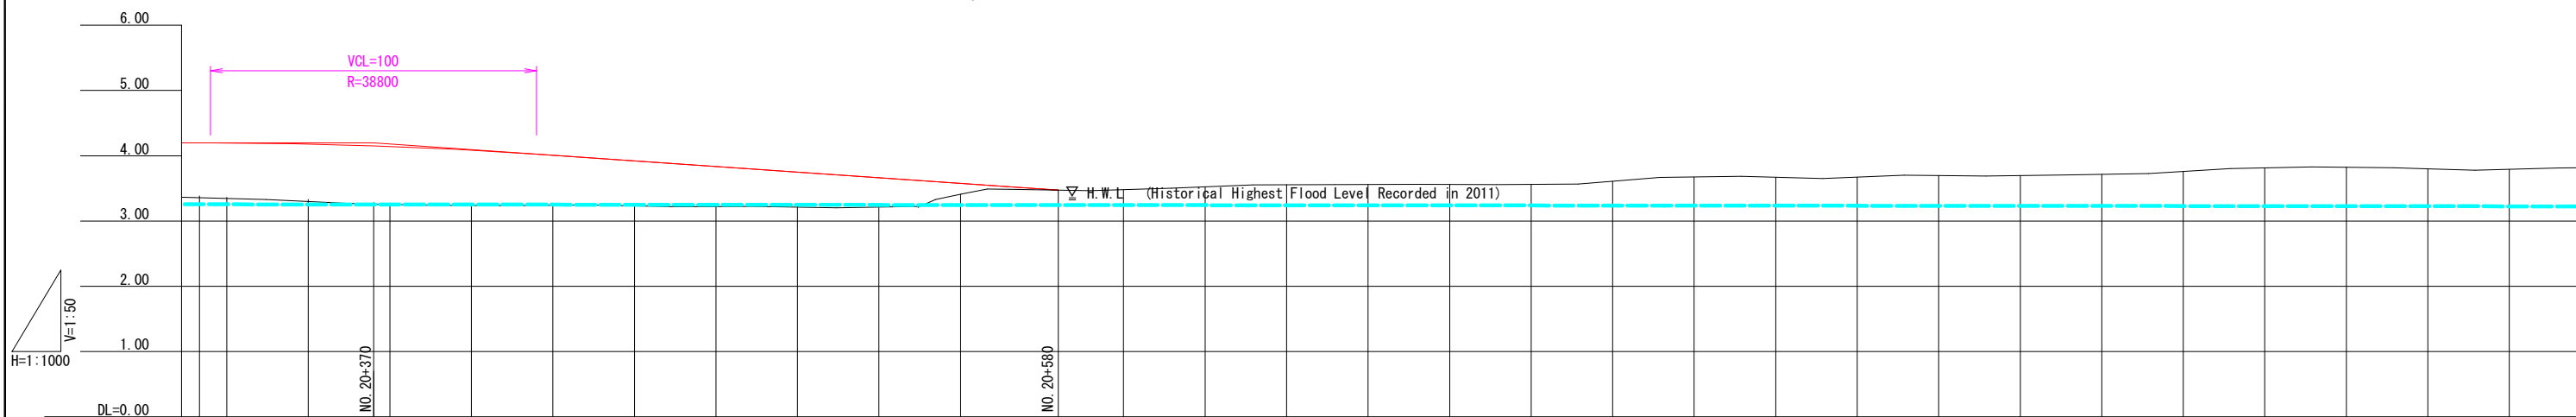 6.00
VCL=100
5.00
R=38800
4.00
H.W.L (Historical Highest Flood Level Recorded in 2011)
3.00
2.00
V=1:50
1.00
H=1:1000
NO.20+370
NO.20+580
DL=0.00